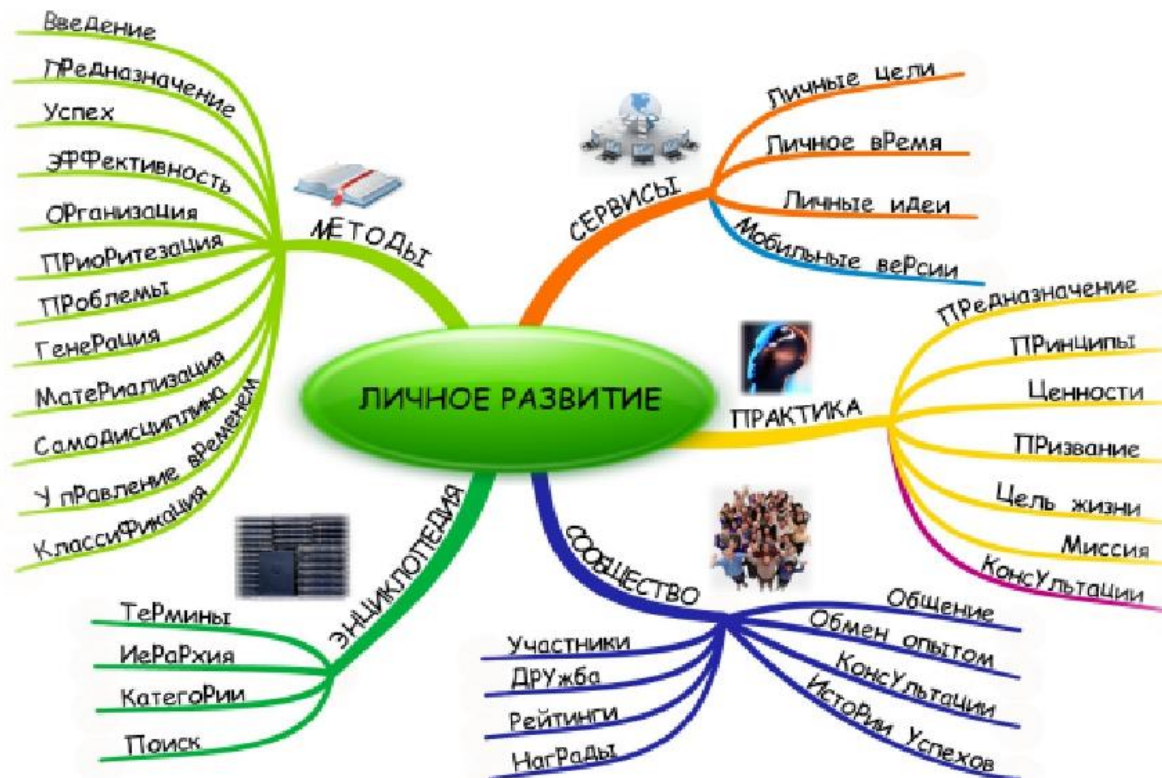 ЛИЧНОЕ РАЗВИТИЕ
МЕТОДЫ
Введение
Предназначение
Успех
Эффективность
Организация
Приоритезация
Проблемы
Генерация
Материализация
Самодисциплина
Управление временем
Классификация
СЕРВИСЫ
Личные цели
Личное время
Личные идеи
Мобильные версии
ПРАКТИКА
Предназначение
Принципы
Ценности
Призвание
Цель жизни
Миссия
Консультации
СООБЩЕСТВО
Общение
Обмен опытом
Консультации
Истории Успехов
Участники
Дружба
Рейтинги
Награды
ЭНЦИКЛОПЕДИЯ
Термины
Иерархия
Категории
Поиск